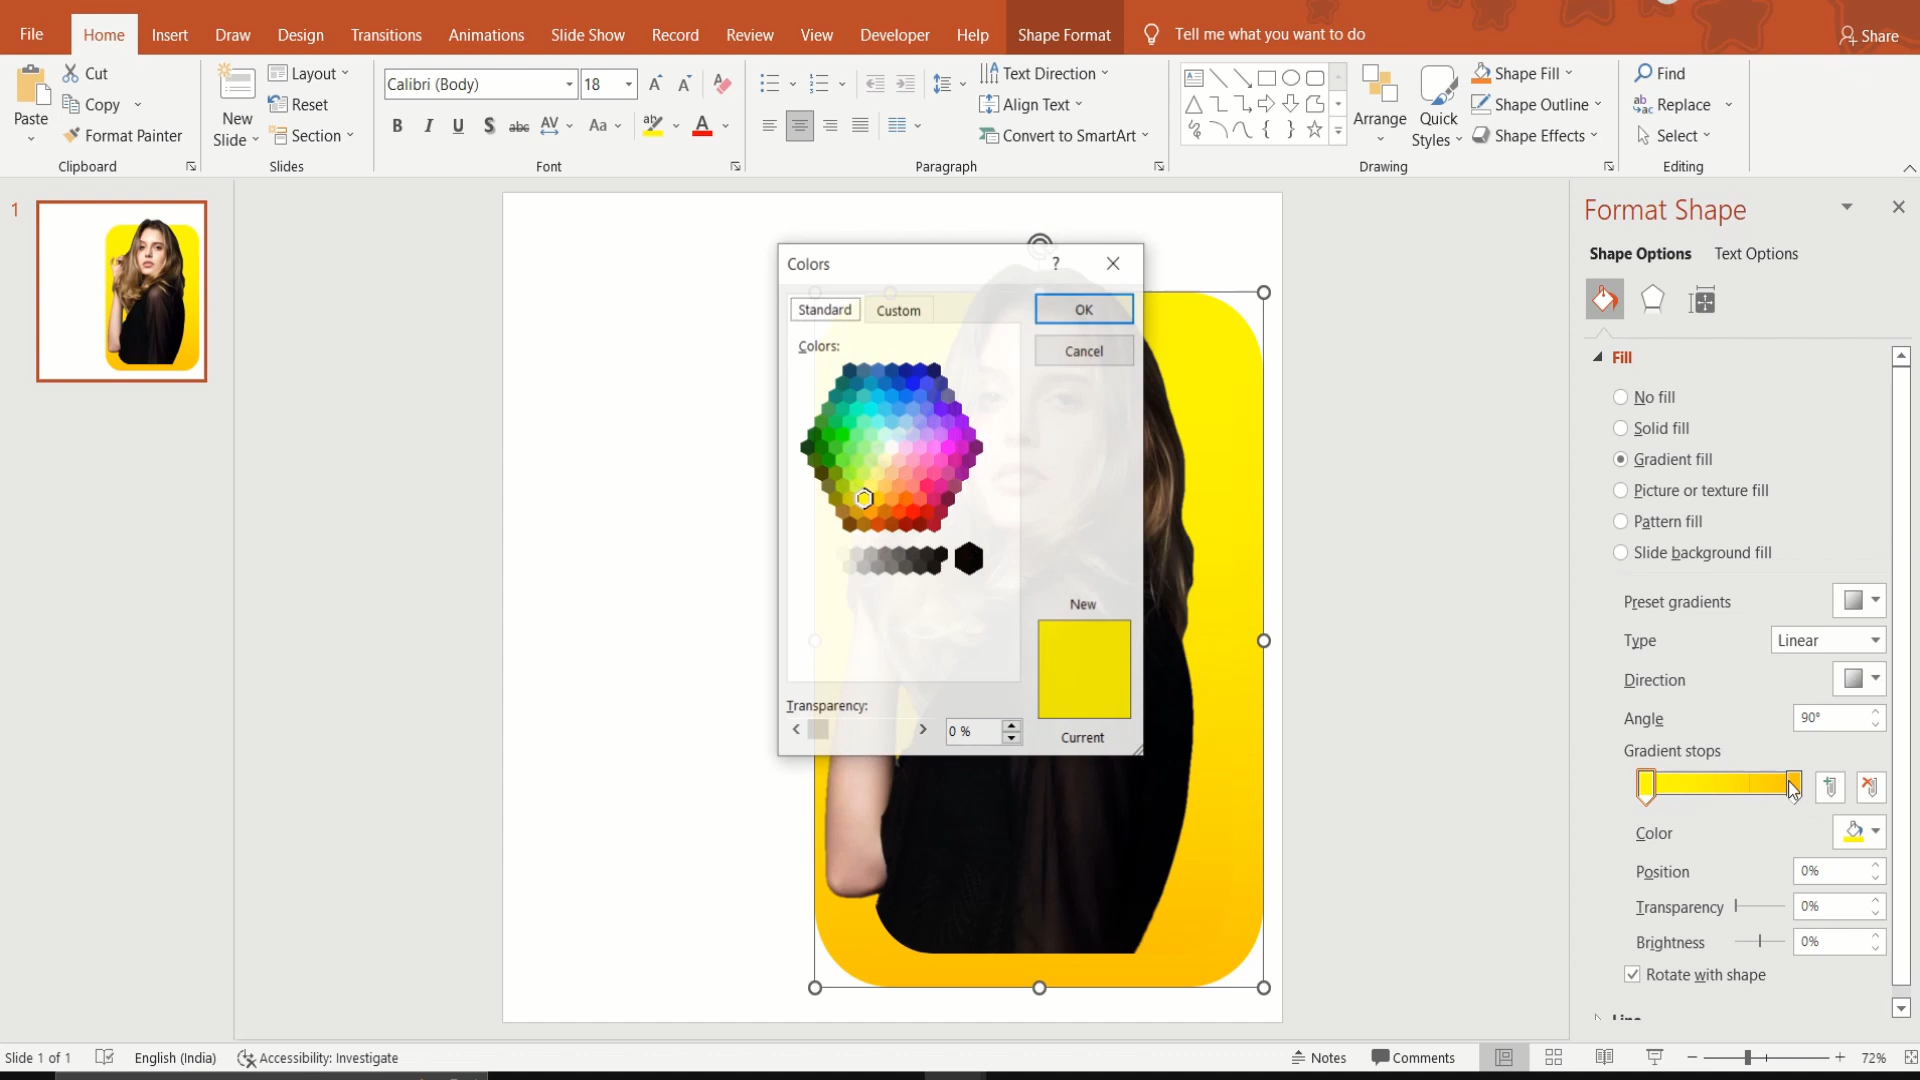 File Home Insert Draw Design Transitions Animations Slide Show Record Review View Developer Help Shape Format Tell me what you want to do Share
Cut
Copy
Format Painter
Paste
Clipboard
New
Slide
Layout
Reset
Section
Slides
Calibri (Body) 18
B I U S abc AV Aa A
Font
Text Direction
Align Text
Convert to SmartArt
Paragraph
Arrange
Quick
Styles
Shape Fill
Shape Outline
Shape Effects
Drawing
Find
Replace
Select
Editing
1
Colors ?
Standard Custom
OK
Cancel
Colors:
New
Transparency:
0 %
Current
Format Shape
Shape Options Text Options
Fill
No fill
Solid fill
Gradient fill
Picture or texture fill
Pattern fill
Slide background fill
Preset gradients
Type Linear
Direction
Angle 90°
Gradient stops
Color
Position 0%
Transparency 0%
Brightness 0%
Rotate with shape
Line
Slide 1 of 1 English (India) Accessibility: Investigate Notes Comments 72%